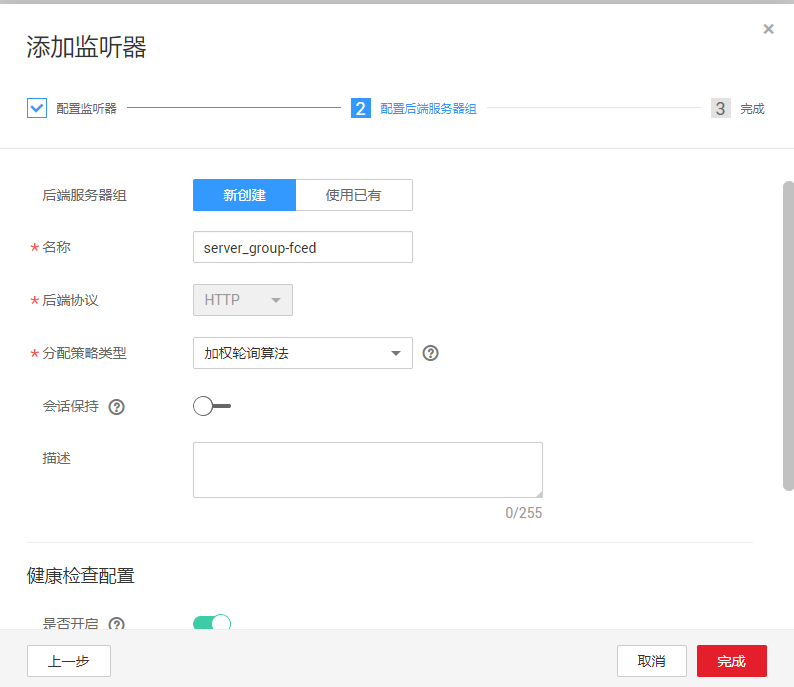 添加监听器
×
配置监听器
2 配置后端服务器组
3 完成
后端服务器组 新创建 使用已有
* 名称 server_group-fced
* 后端协议 HTTP
* 分配策略类型 加权轮询算法 ?
会话保持 ?
描述
0/255
健康检查配置
是否开启 ?
上一步 取消 完成